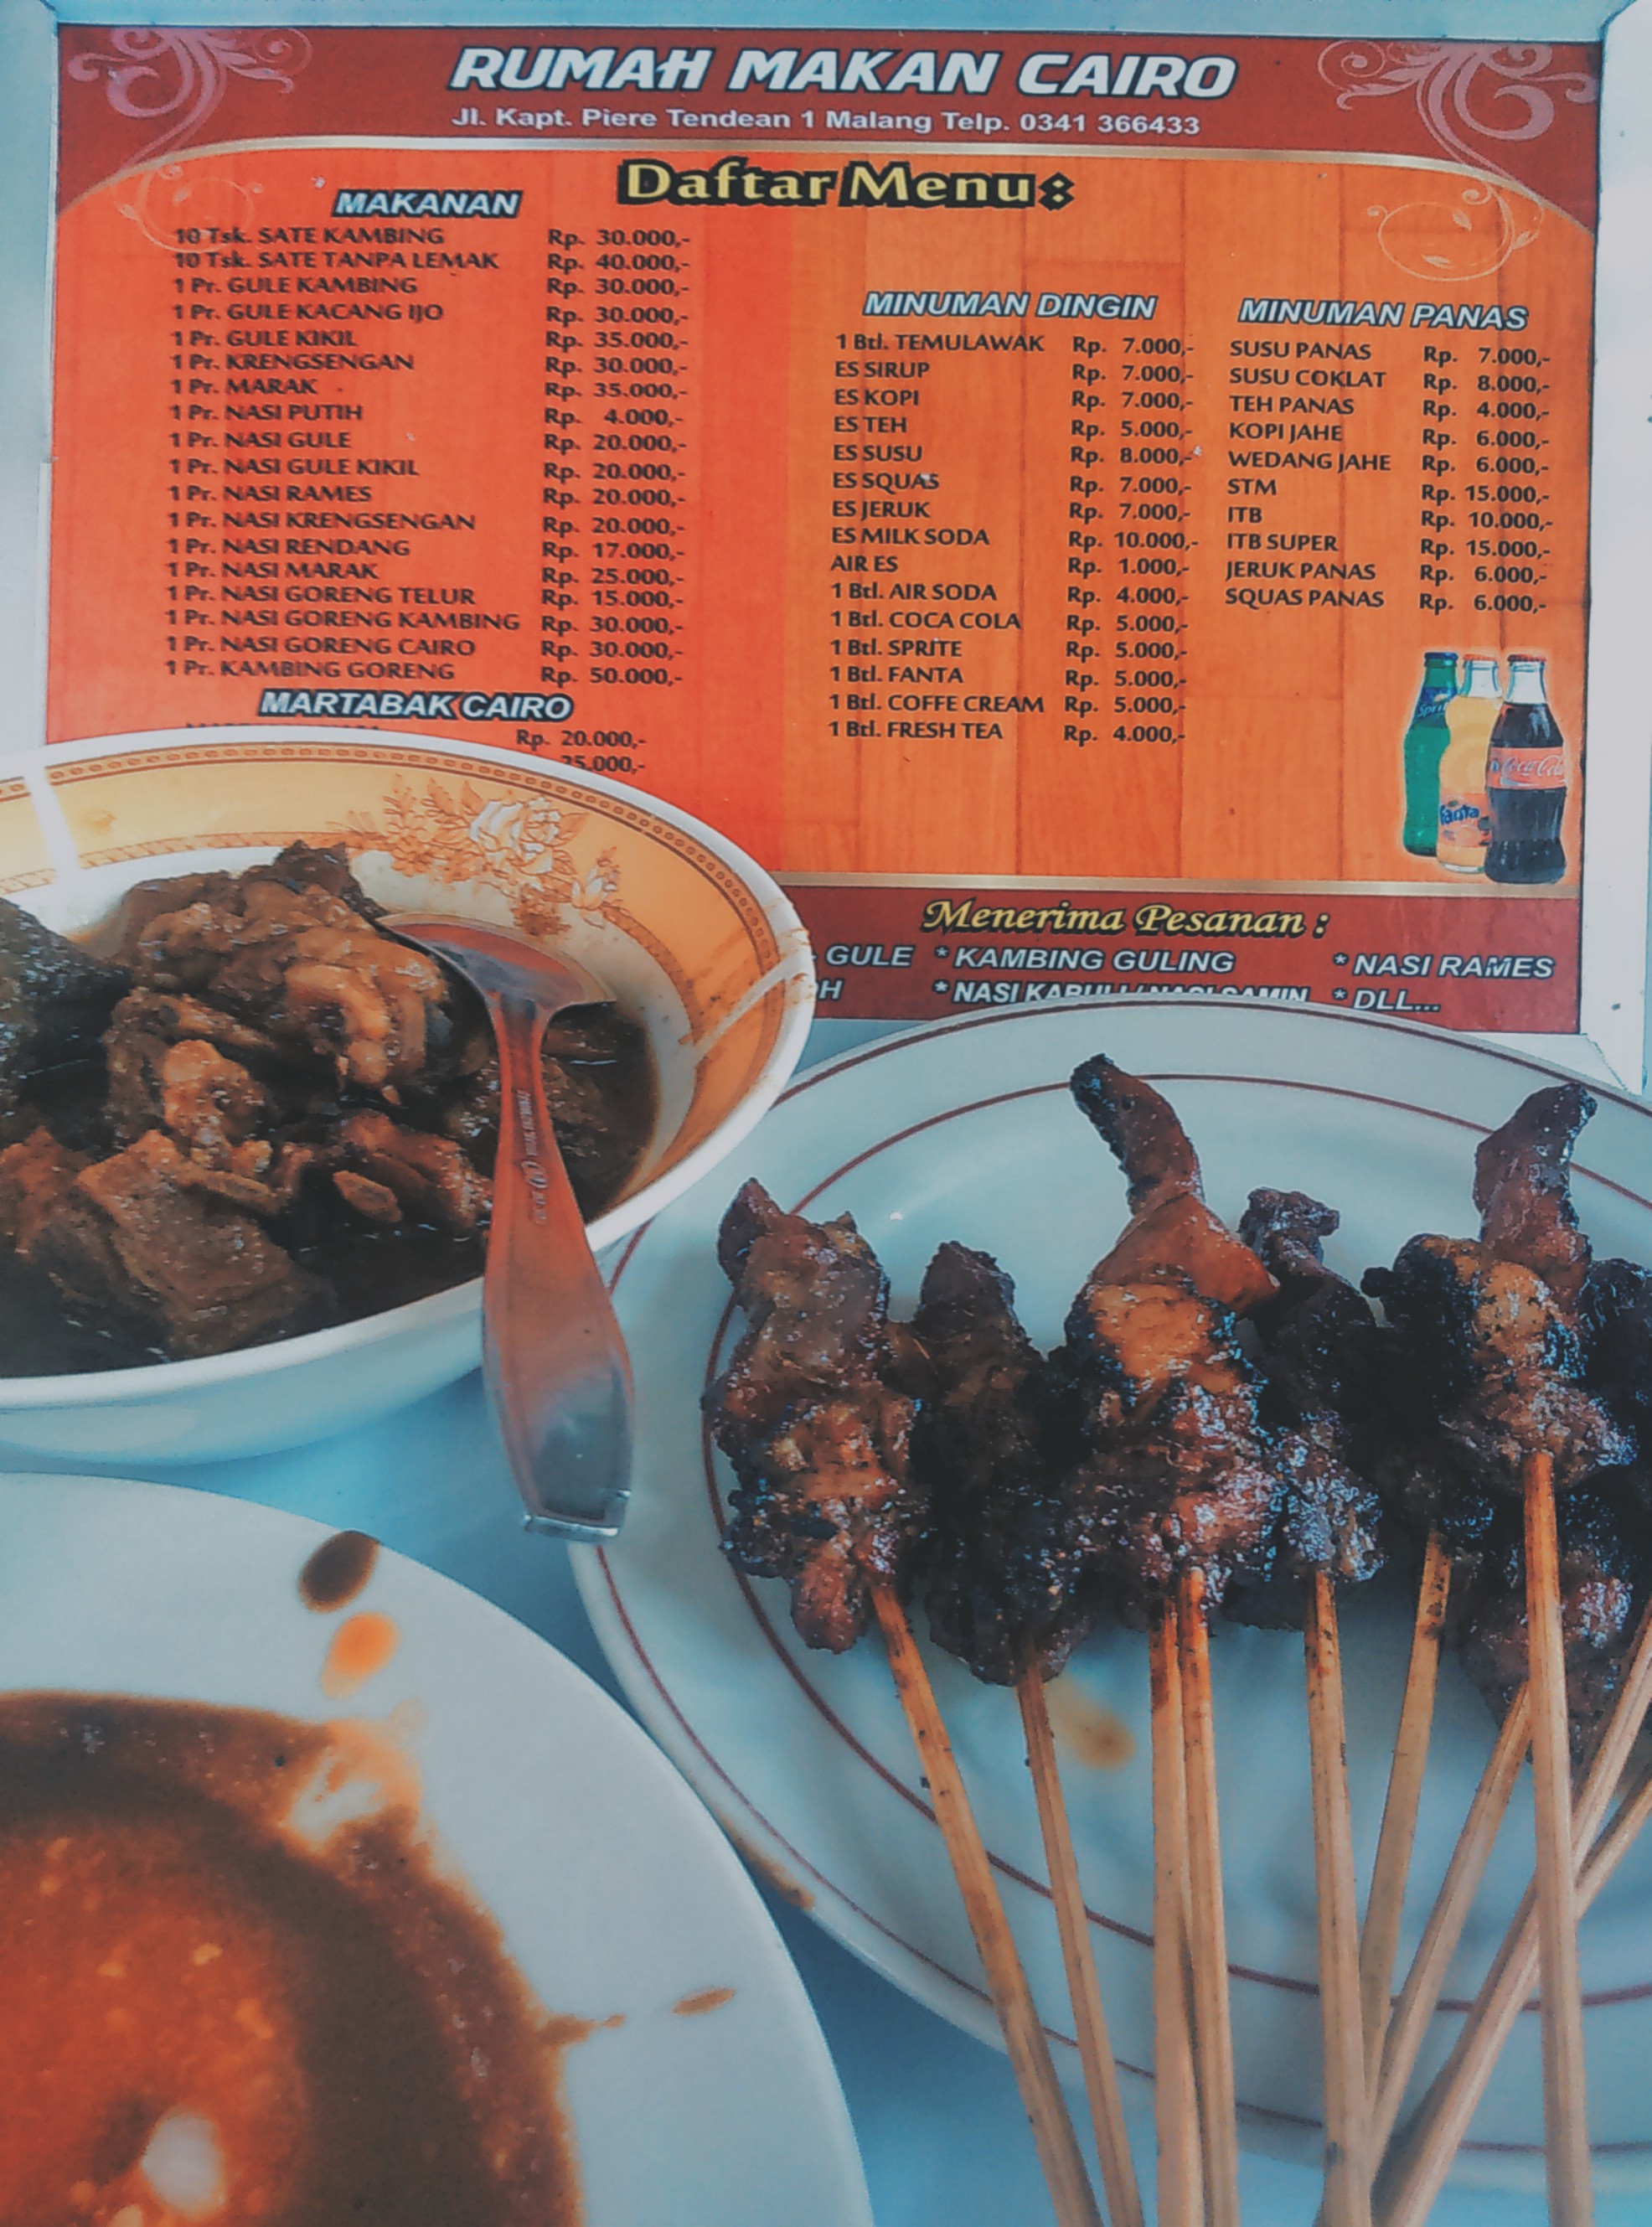 RUMAH MAKAN CAIRO
Jl. Kapt. Piere Tendean 1 Malang Telp. 0341 366433
Daftar Menu:
MAKANAN
10 Tsk. SATE KAMBING Rp. 30.000,-
10 Tsk. SATE TANPA LEMAK Rp. 40.000,-
1 Pr. GULE KAMBING Rp. 30.000,-
1 Pr. GULE KACANG IJO Rp. 30.000,-
1 Pr. GULE KIKIL Rp. 35.000,-
1 Pr. KRENGSENGAN Rp. 30.000,-
1 Pr. MARAK Rp. 35.000,-
1 Pr. NASI PUTIH Rp. 4.000,-
1 Pr. NASI GULE Rp. 20.000,-
1 Pr. NASI GULE KIKIL Rp. 20.000,-
1 Pr. NASI RAMES Rp. 20.000,-
1 Pr. NASI KRENGSENGAN Rp. 20.000,-
1 Pr. NASI RENDANG Rp. 17.000,-
1 Pr. NASI MARAK Rp. 25.000,-
1 Pr. NASI GORENG TELUR Rp. 15.000,-
1 Pr. NASI GORENG KAMBING Rp. 30.000,-
1 Pr. NASI GORENG CAIRO Rp. 30.000,-
1 Pr. KAMBING GORENG Rp. 50.000,-
MARTABAK CAIRO
Rp. 20.000,-
25.000,-
MINUMAN DINGIN
1 Btl. TEMULAWAK Rp. 7.000,-
ES SIRUP Rp. 7.000,-
ES KOPI Rp. 7.000,-
ES TEH Rp. 5.000,-
ES SUSU Rp. 8.000,-
ES SQUAS Rp. 7.000,-
ES JERUK Rp. 7.000,-
ES MILK SODA Rp. 10.000,-
AIR ES Rp. 1.000,-
1 Btl. AIR SODA Rp. 4.000,-
1 Btl. COCA COLA Rp. 5.000,-
1 Btl. SPRITE Rp. 5.000,-
1 Btl. FANTA Rp. 5.000,-
1 Btl. COFFE CREAM Rp. 5.000,-
1 Btl. FRESH TEA Rp. 4.000,-
MINUMAN PANAS
SUSU PANAS Rp. 7.000,-
SUSU COKLAT Rp. 8.000,-
TEH PANAS Rp. 4.000,-
KOPI JAHE Rp. 6.000,-
WEDANG JAHE Rp. 6.000,-
STM Rp. 15.000,-
ITB Rp. 10.000,-
ITB SUPER Rp. 15.000,-
JERUK PANAS Rp. 6.000,-
SQUAS PANAS Rp. 6.000,-
Sprite
Fanta
Coca-Cola
Menerima Pesanan :
GULE * KAMBING GULING * NASI RAMES
* NASI KABULI / NASI SAMIN * DLL...